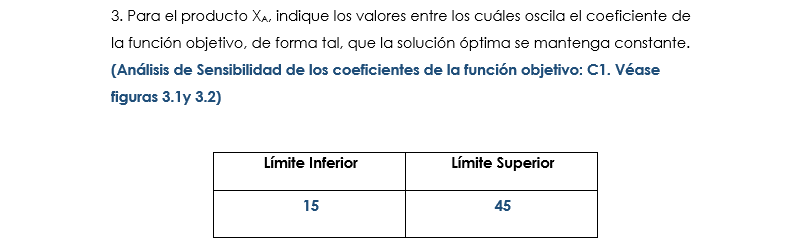 3. Para el producto XA, indique los valores entre los cuáles oscila el coeficiente de
la función objetivo, de forma tal, que la solución óptima se mantenga constante.
(Análisis de Sensibilidad de los coeficientes de la función objetivo: C1. Véase
figuras 3.1y 3.2)
Límite Inferior Límite Superior
15 45